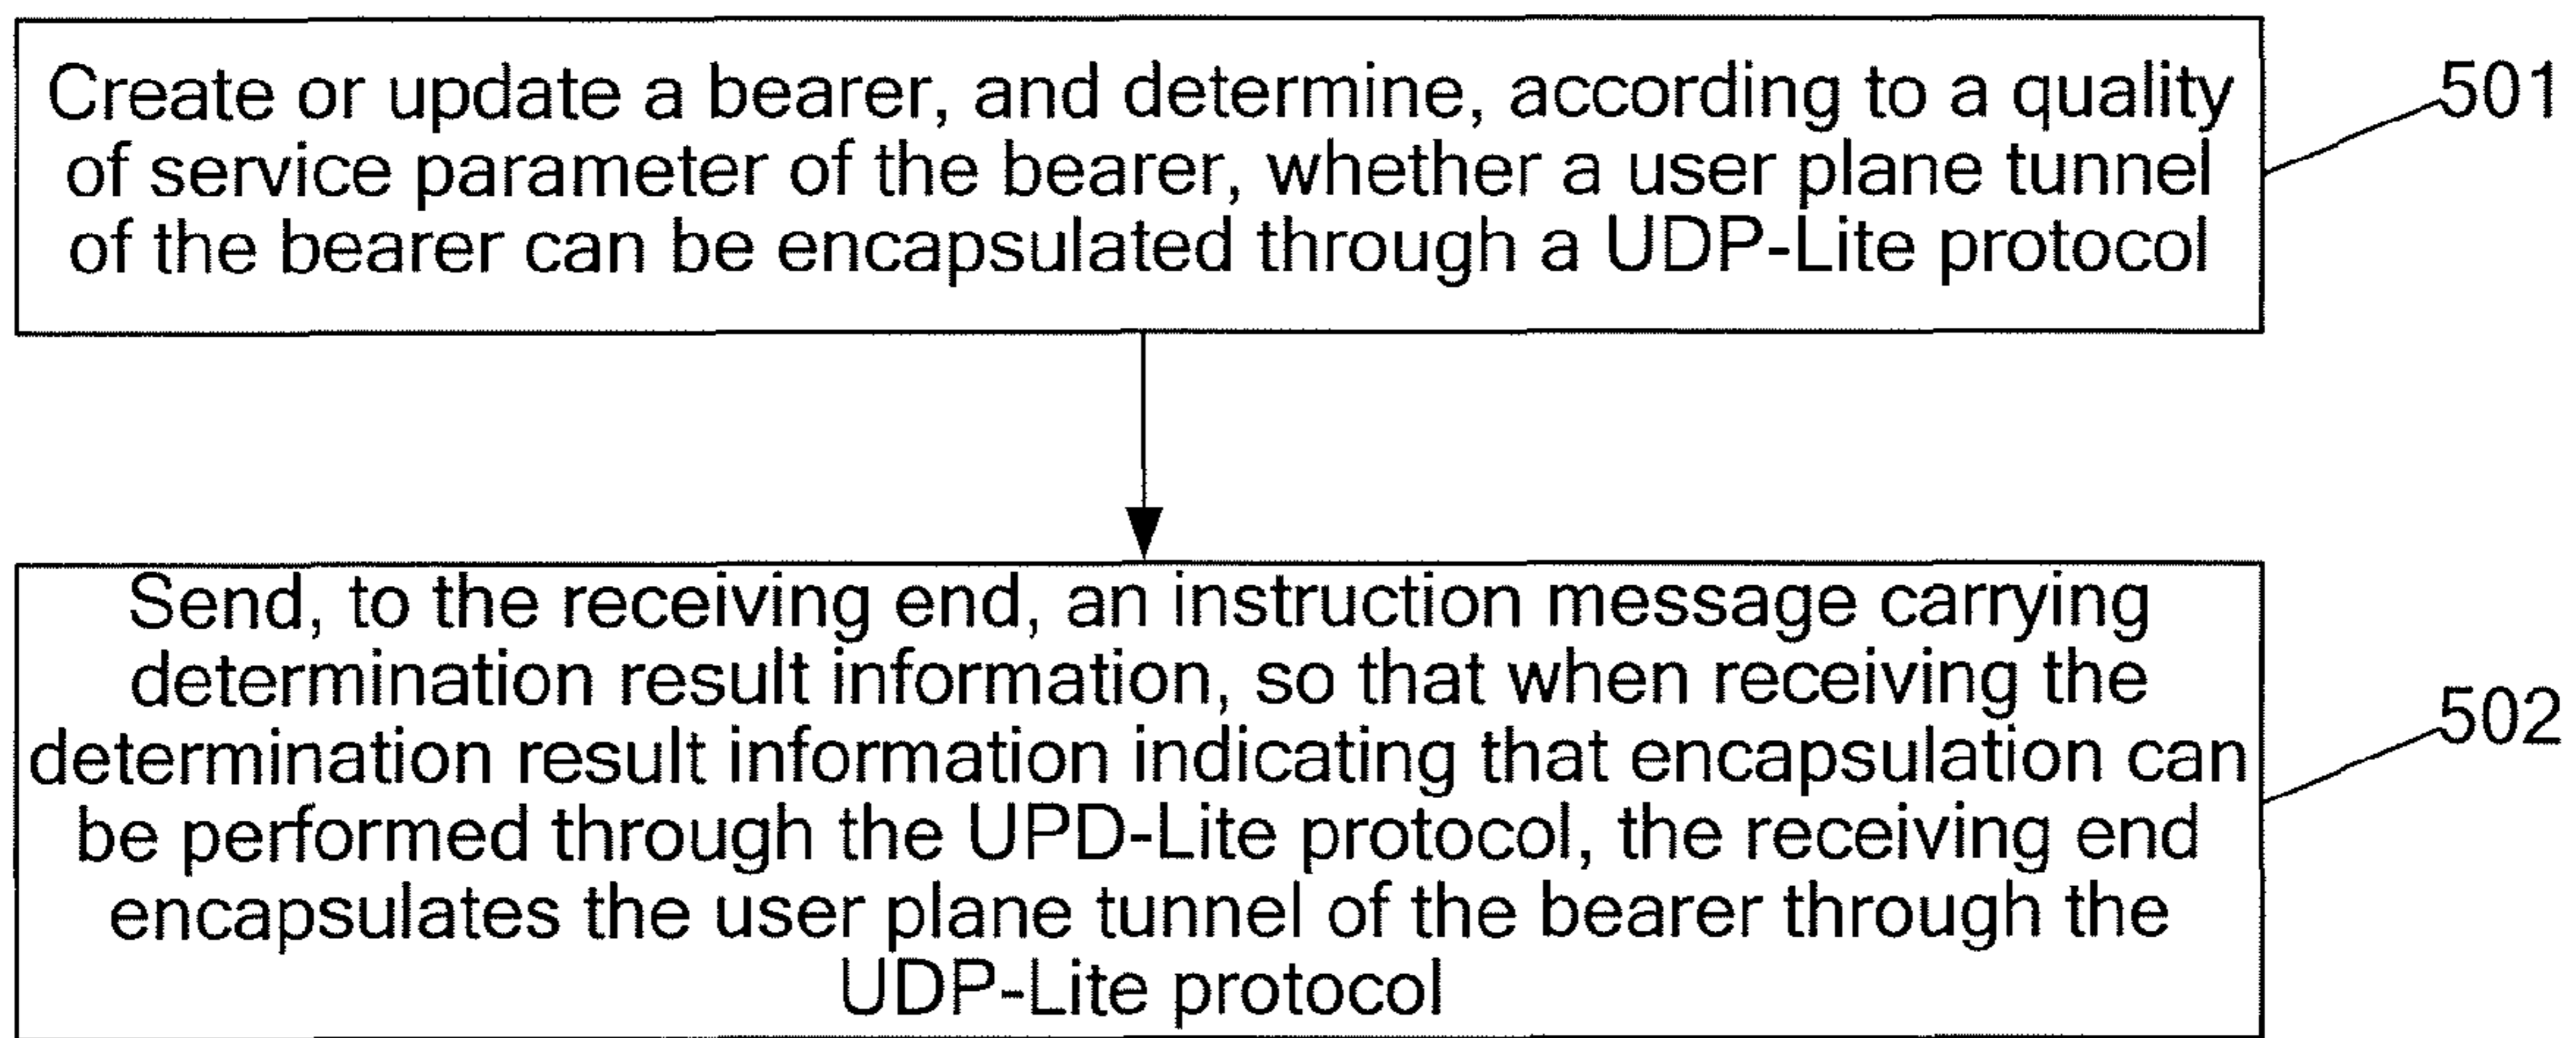 Create or update a bearer, and determine, according to a quality
of service parameter of the bearer, whether a user plane tunnel
of the bearer can be encapsulated through a UDP-Lite protocol
501
Send, to the receiving end, an instruction message carrying
determination result information, so that when receiving the
determination result information indicating that encapsulation can
be performed through the UPD-Lite protocol, the receiving end
encapsulates the user plane tunnel of the bearer through the
UDP-Lite protocol
502